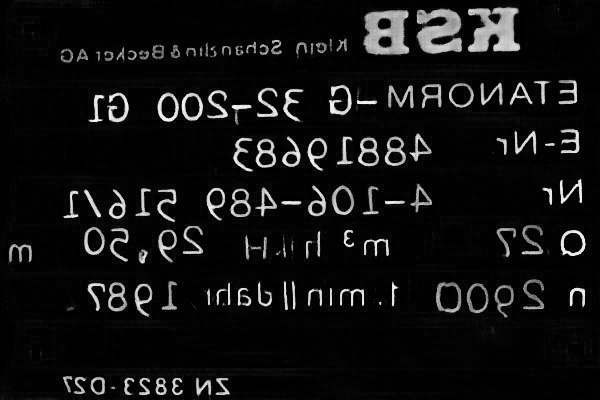 KSB Klein Schanzlin & Becker AG
ETANORM-G 32-200 G1
E-Nr 48819683
Nr 4-106-489 516/1
Q 27 m³/h H 29,50 m
n 2900 1/min Jahr 1987
ZN 3823-D27